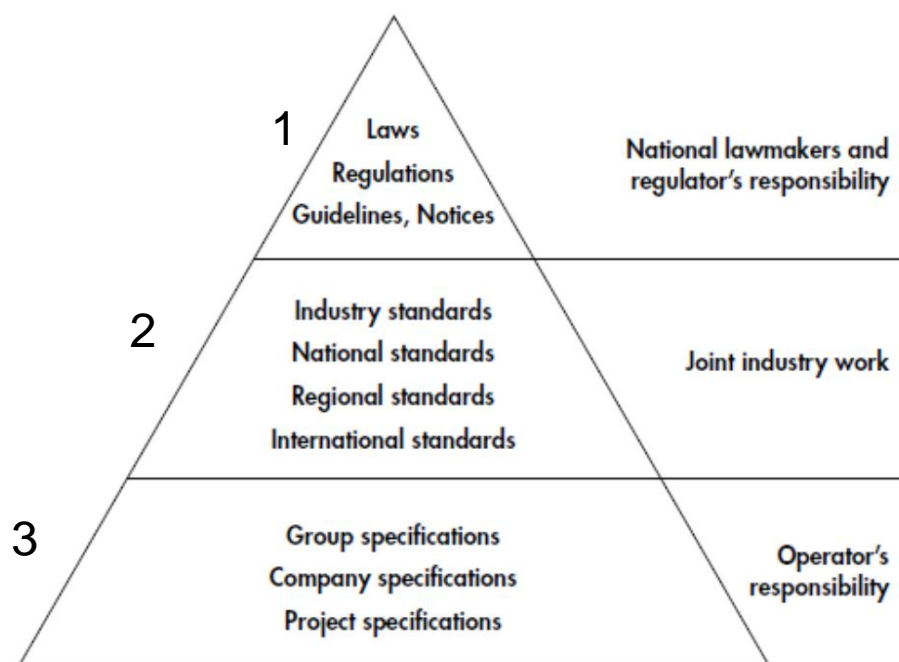 1
Laws
Regulations
Guidelines, Notices
National lawmakers and
regulator's responsibility
2
Industry standards
National standards
Regional standards
International standards
Joint industry work
3
Group specifications
Company specifications
Project specifications
Operator's
responsibility